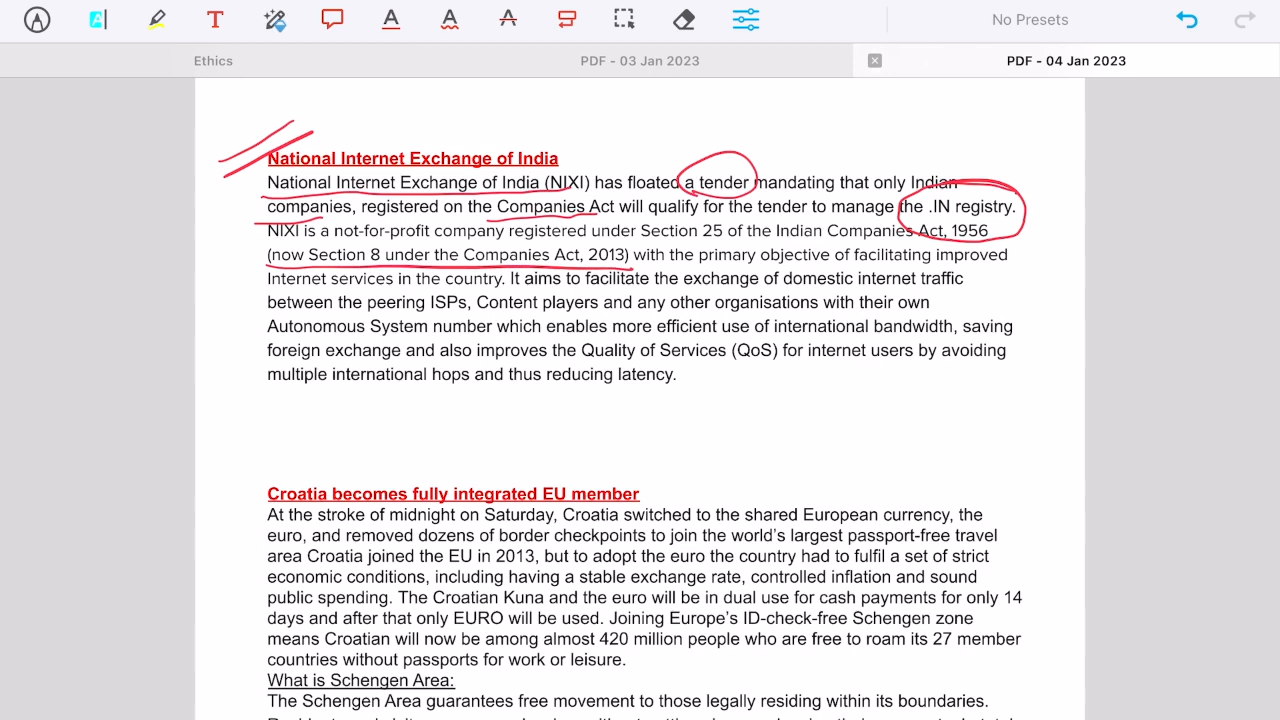 No Presets
Ethics
PDF - 03 Jan 2023
PDF - 04 Jan 2023
National Internet Exchange of India
National Internet Exchange of India (NIXI) has floated a tender mandating that only Indian
companies, registered on the Companies Act will qualify for the tender to manage the .IN registry.
NIXI is a not-for-profit company registered under Section 25 of the Indian Companies Act, 1956
(now Section 8 under the Companies Act, 2013) with the primary objective of facilitating improved
Internet services in the country. It aims to facilitate the exchange of domestic internet traffic
between the peering ISPs, Content players and any other organisations with their own
Autonomous System number which enables more efficient use of international bandwidth, saving
foreign exchange and also improves the Quality of Services (QoS) for internet users by avoiding
multiple international hops and thus reducing latency.
Croatia becomes fully integrated EU member
At the stroke of midnight on Saturday, Croatia switched to the shared European currency, the
euro, and removed dozens of border checkpoints to join the world's largest passport-free travel
area Croatia joined the EU in 2013, but to adopt the euro the country had to fulfil a set of strict
economic conditions, including having a stable exchange rate, controlled inflation and sound
public spending. The Croatian Kuna and the euro will be in dual use for cash payments for only 14
days and after that only EURO will be used. Joining Europe's ID-check-free Schengen zone
means Croatian will now be among almost 420 million people who are free to roam its 27 member
countries without passports for work or leisure.
What is Schengen Area:
The Schengen Area guarantees free movement to those legally residing within its boundaries.